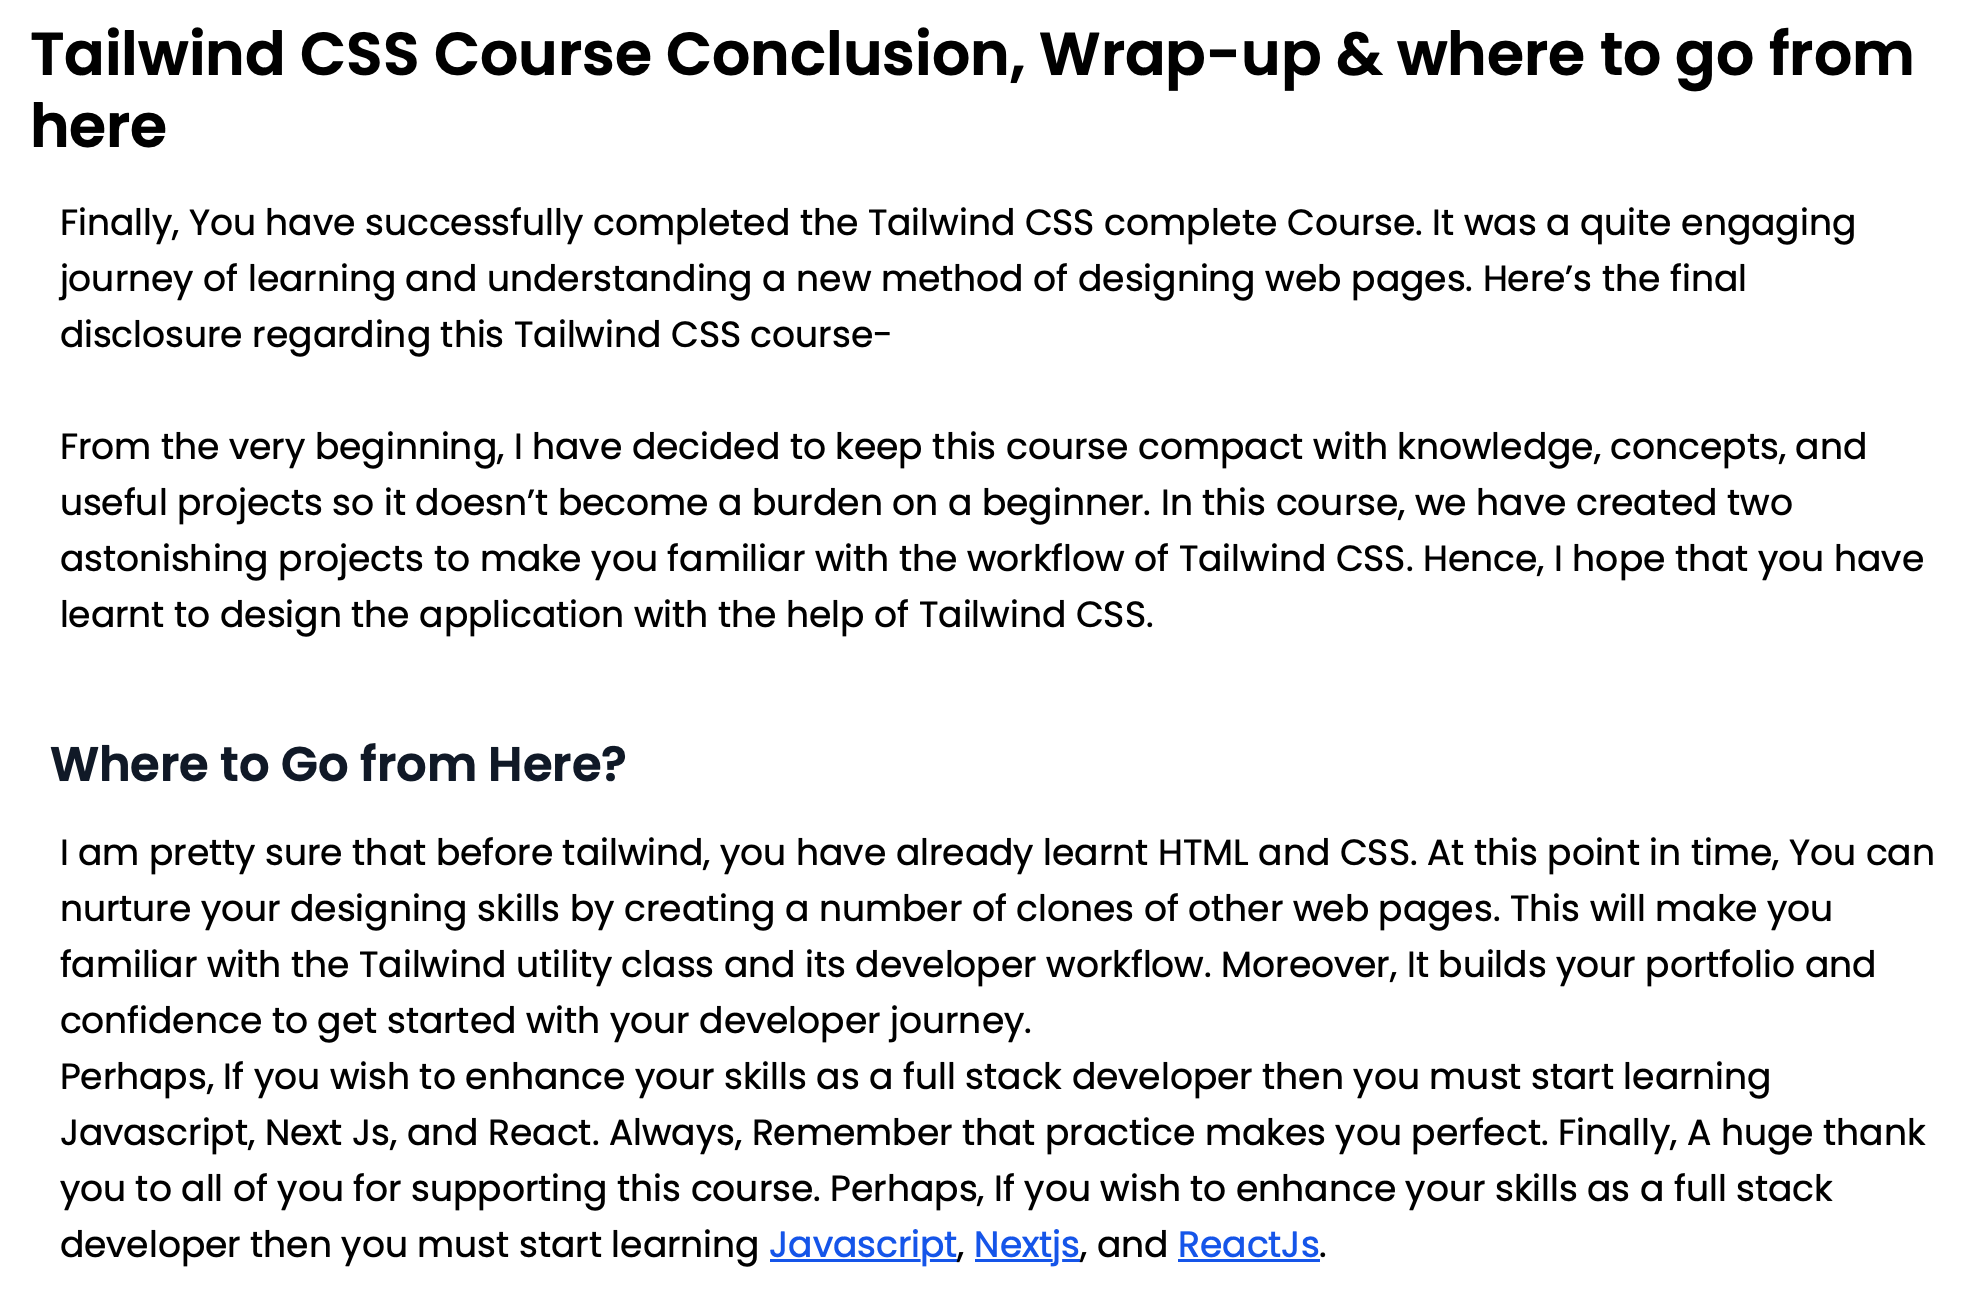 Tailwind CSS Course Conclusion, Wrap-up & where to go from
here
Finally, You have successfully completed the Tailwind CSS complete Course. It was a quite engaging
journey of learning and understanding a new method of designing web pages. Here’s the final
disclosure regarding this Tailwind CSS course-
From the very beginning, I have decided to keep this course compact with knowledge, concepts, and
useful projects so it doesn’t become a burden on a beginner. In this course, we have created two
astonishing projects to make you familiar with the workflow of Tailwind CSS. Hence, I hope that you have
learnt to design the application with the help of Tailwind CSS.
Where to Go from Here?
I am pretty sure that before tailwind, you have already learnt HTML and CSS. At this point in time, You can
nurture your designing skills by creating a number of clones of other web pages. This will make you
familiar with the Tailwind utility class and its developer workflow. Moreover, It builds your portfolio and
confidence to get started with your developer journey.
Perhaps, If you wish to enhance your skills as a full stack developer then you must start learning
Javascript, Next Js, and React. Always, Remember that practice makes you perfect. Finally, A huge thank
you to all of you for supporting this course. Perhaps, If you wish to enhance your skills as a full stack
developer then you must start learning Javascript, Nextjs, and ReactJs.